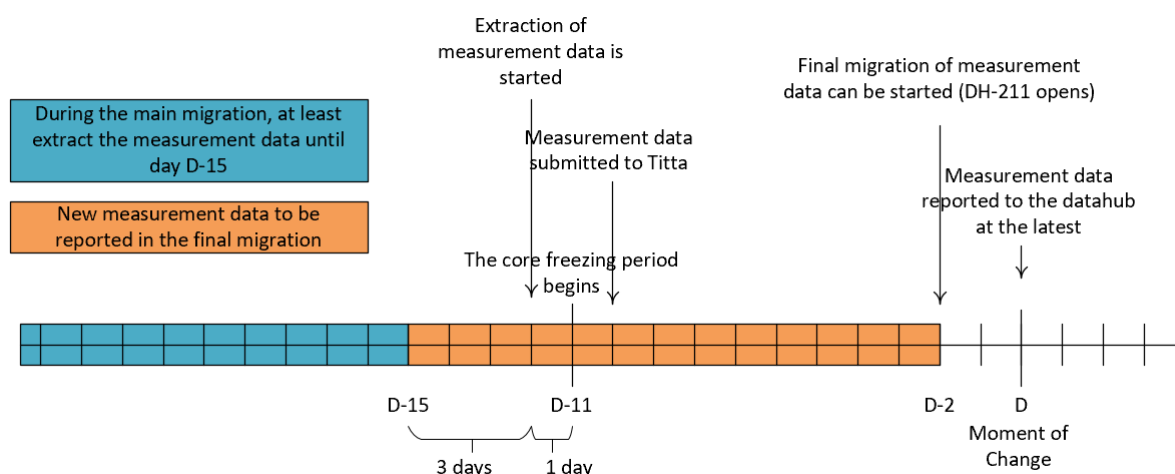 Extraction of
measurement data is
started
Final migration of measurement
data can be started (DH-211 opens)
During the main migration, at least
extract the measurement data until
day D-15
Measurement data
submitted to Titta
Measurement data
reported to the datahub
at the latest
New measurement data to be
reported in the final migration
The core freezing period
begins
D-15
D-11
D-2
D
Moment of
Change
3 days
1 day